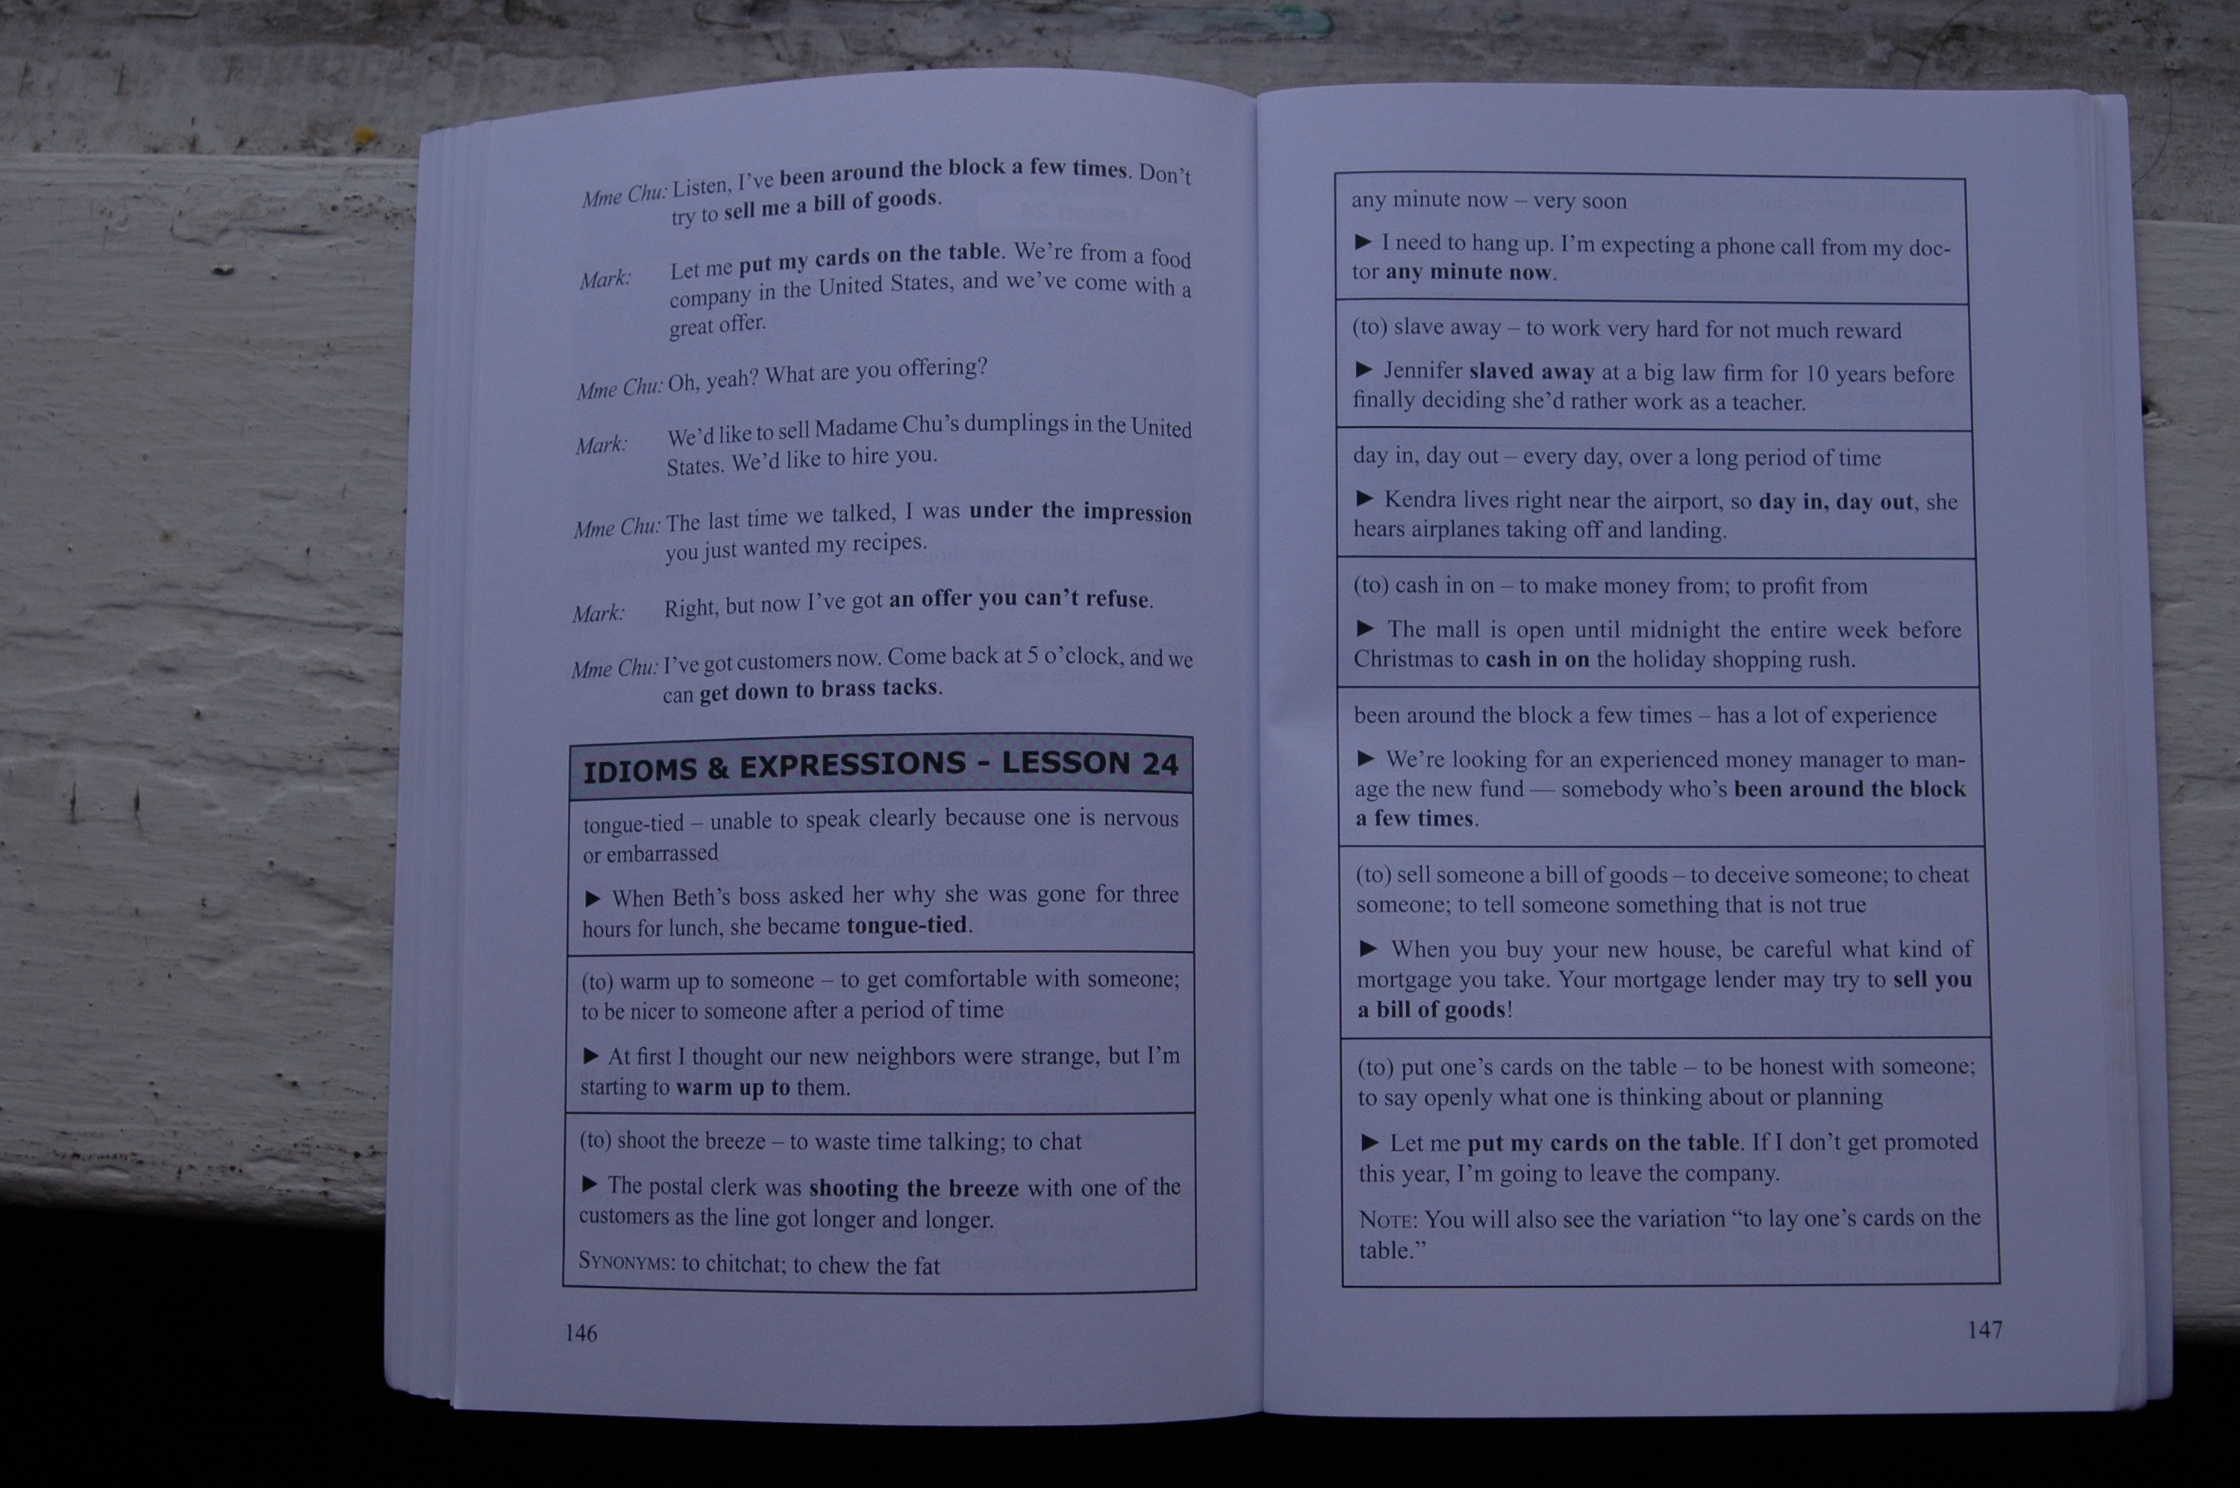 Mme Chu: Listen, I've been around the block a few times. Don't
try to sell me a bill of goods.
Mark: Let me put my cards on the table. We're from a food
company in the United States, and we've come with a
great offer.
Mme Chu: Oh, yeah? What are you offering?
Mark: We'd like to sell Madame Chu's dumplings in the United
States. We'd like to hire you.
Mme Chu: The last time we talked, I was under the impression
you just wanted my recipes.
Mark: Right, but now I've got an offer you can't refuse.
Mme Chu: I've got customers now. Come back at 5 o'clock, and we
can get down to brass tacks.
IDIOMS & EXPRESSIONS - LESSON 24
tongue-tied – unable to speak clearly because one is nervous
or embarrassed
► When Beth's boss asked her why she was gone for three
hours for lunch, she became tongue-tied.
(to) warm up to someone – to get comfortable with someone;
to be nicer to someone after a period of time
► At first I thought our new neighbors were strange, but I'm
starting to warm up to them.
(to) shoot the breeze – to waste time talking; to chat
► The postal clerk was shooting the breeze with one of the
customers as the line got longer and longer.
SYNONYMS: to chitchat; to chew the fat
146
any minute now – very soon
► I need to hang up. I'm expecting a phone call from my doc-
tor any minute now.
(to) slave away – to work very hard for not much reward
► Jennifer slaved away at a big law firm for 10 years before
finally deciding she'd rather work as a teacher.
day in, day out – every day, over a long period of time
► Kendra lives right near the airport, so day in, day out, she
hears airplanes taking off and landing.
(to) cash in on – to make money from; to profit from
► The mall is open until midnight the entire week before
Christmas to cash in on the holiday shopping rush.
been around the block a few times – has a lot of experience
► We're looking for an experienced money manager to man-
age the new fund — somebody who's been around the block
a few times.
(to) sell someone a bill of goods – to deceive someone; to cheat
someone; to tell someone something that is not true
► When you buy your new house, be careful what kind of
mortgage you take. Your mortgage lender may try to sell you
a bill of goods!
(to) put one's cards on the table – to be honest with someone;
to say openly what one is thinking about or planning
► Let me put my cards on the table. If I don't get promoted
this year, I'm going to leave the company.
NOTE: You will also see the variation "to lay one's cards on the
table."
147